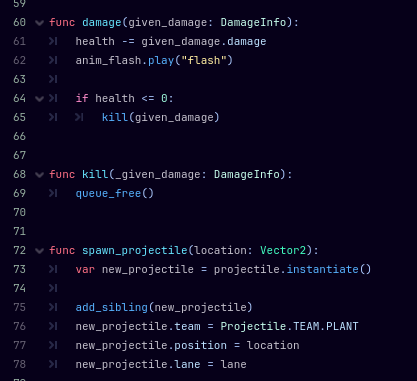 59
60 func damage(given_damage: DamageInfo):
61 health -= given_damage.damage
62 anim_flash.play("flash")
63
64 if health <= 0:
65 kill(given_damage)
66
67
68 func kill(_given_damage: DamageInfo):
69 queue_free()
70
71
72 func spawn_projectile(location: Vector2):
73 var new_projectile = projectile.instantiate()
74
75 add_sibling(new_projectile)
76 new_projectile.team = Projectile.TEAM.PLANT
77 new_projectile.position = location
78 new_projectile.lane = lane